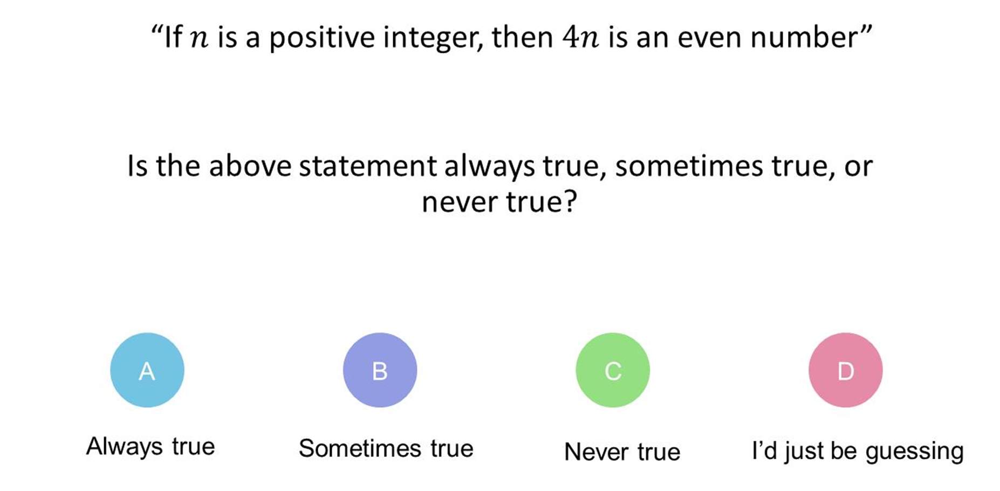 “If n is a positive integer, then 4n is an even number”
Is the above statement always true, sometimes true, or
never true?
A
B
C
D
Always true
Sometimes true
Never true
I’d just be guessing